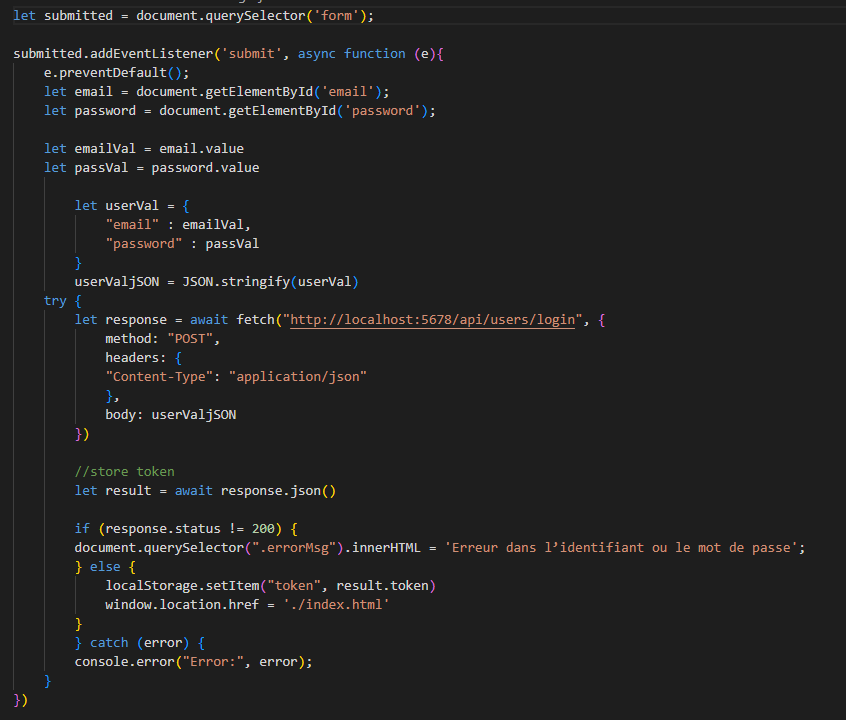 let submitted = document.querySelector('form');
submitted.addEventListener('submit', async function (e){
e.preventDefault();
let email = document.getElementById('email');
let password = document.getElementById('password');
let emailVal = email.value
let passVal = password.value
let userVal = {
"email" : emailVal,
"password" : passVal
}
userValjSON = JSON.stringify(userVal)
try {
let response = await fetch("http://localhost:5678/api/users/login", {
method: "POST",
headers: {
"Content-Type": "application/json"
},
body: userValjSON
})
//store token
let result = await response.json()
if (response.status != 200) {
document.querySelector(".errorMsg").innerHTML = 'Erreur dans l’identifiant ou le mot de passe';
} else {
localStorage.setItem("token", result.token)
window.location.href = './index.html'
}
} catch (error) {
console.error("Error:", error);
}
})